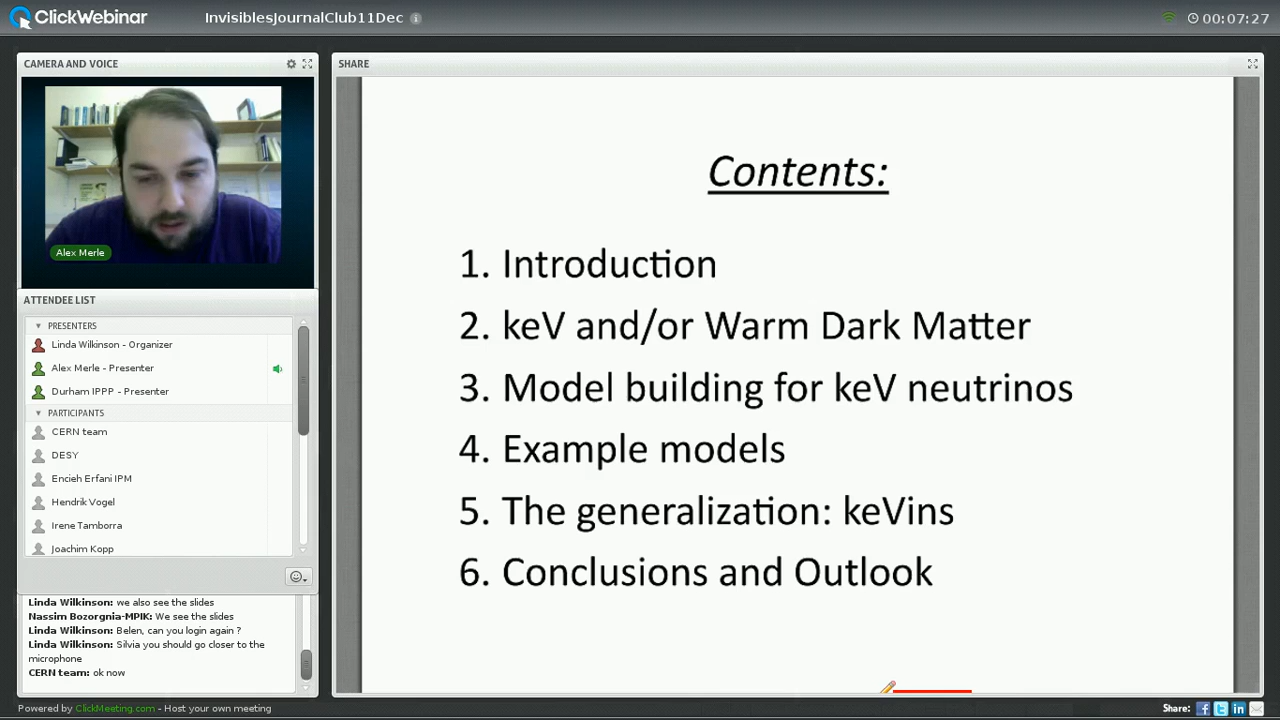 ClickWebinar
InvisiblesJournalClub11Dec
00:07:27
CAMERA AND VOICE
Alex Merle
ATTENDEE LIST
PRESENTERS
Linda Wilkinson - Organizer
Alex Merle - Presenter
Durham IPPP - Presenter
PARTICIPANTS
CERN team
DESY
Encieh Erfani IPM
Hendrik Vogel
Irene Tamborra
Joachim Kopp
Linda Wilkinson: we also see the slides
Nassim Bozorgnia-MPIK: We see the slides
Linda Wilkinson: Belen, can you login again ?
Linda Wilkinson: Silvia you should go closer to the
microphone
CERN team: ok now
SHARE
Contents:
1. Introduction
2. keV and/or Warm Dark Matter
3. Model building for keV neutrinos
4. Example models
5. The generalization: keVins
6. Conclusions and Outlook
Powered by ClickMeeting.com - Host your own meeting
Share: